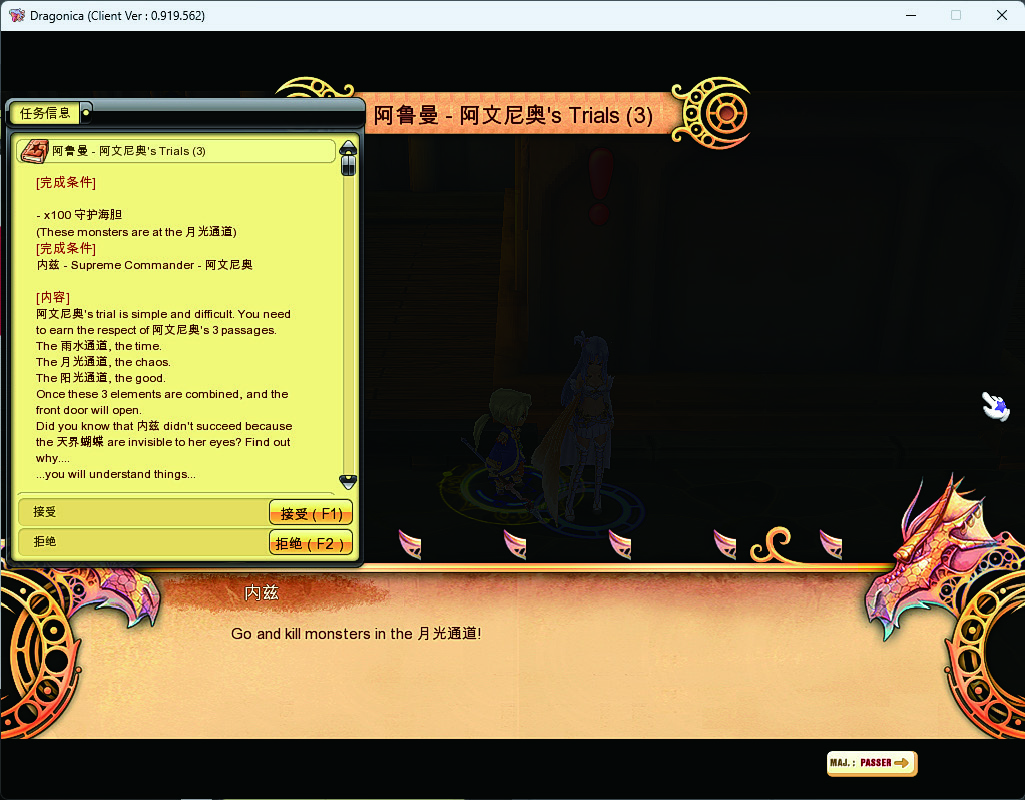 Dragonica (Client Ver : 0.919.562)
阿鲁曼 - 阿文尼奥's Trials (3)
任务信息
阿鲁曼 - 阿文尼奥's Trials (3)
[完成条件]
- x100 守护海胆
(These monsters are at the 月光通道)
[完成条件]
内兹 - Supreme Commander - 阿文尼奥
[内容]
阿文尼奥's trial is simple and difficult. You need
to earn the respect of 阿文尼奥's 3 passages.
The 雨水通道, the time.
The 月光通道, the chaos.
The 阳光通道, the good.
Once these 3 elements are combined, and the
front door will open.
Did you know that 内兹 didn't succeed because
the 天界蝴蝶 are invisible to her eyes? Find out
why....
...you will understand things...
接受
接受 ( F1)
拒绝
拒绝 ( F2 )
内兹
Go and kill monsters in the 月光通道!
MAJ. : PASSER